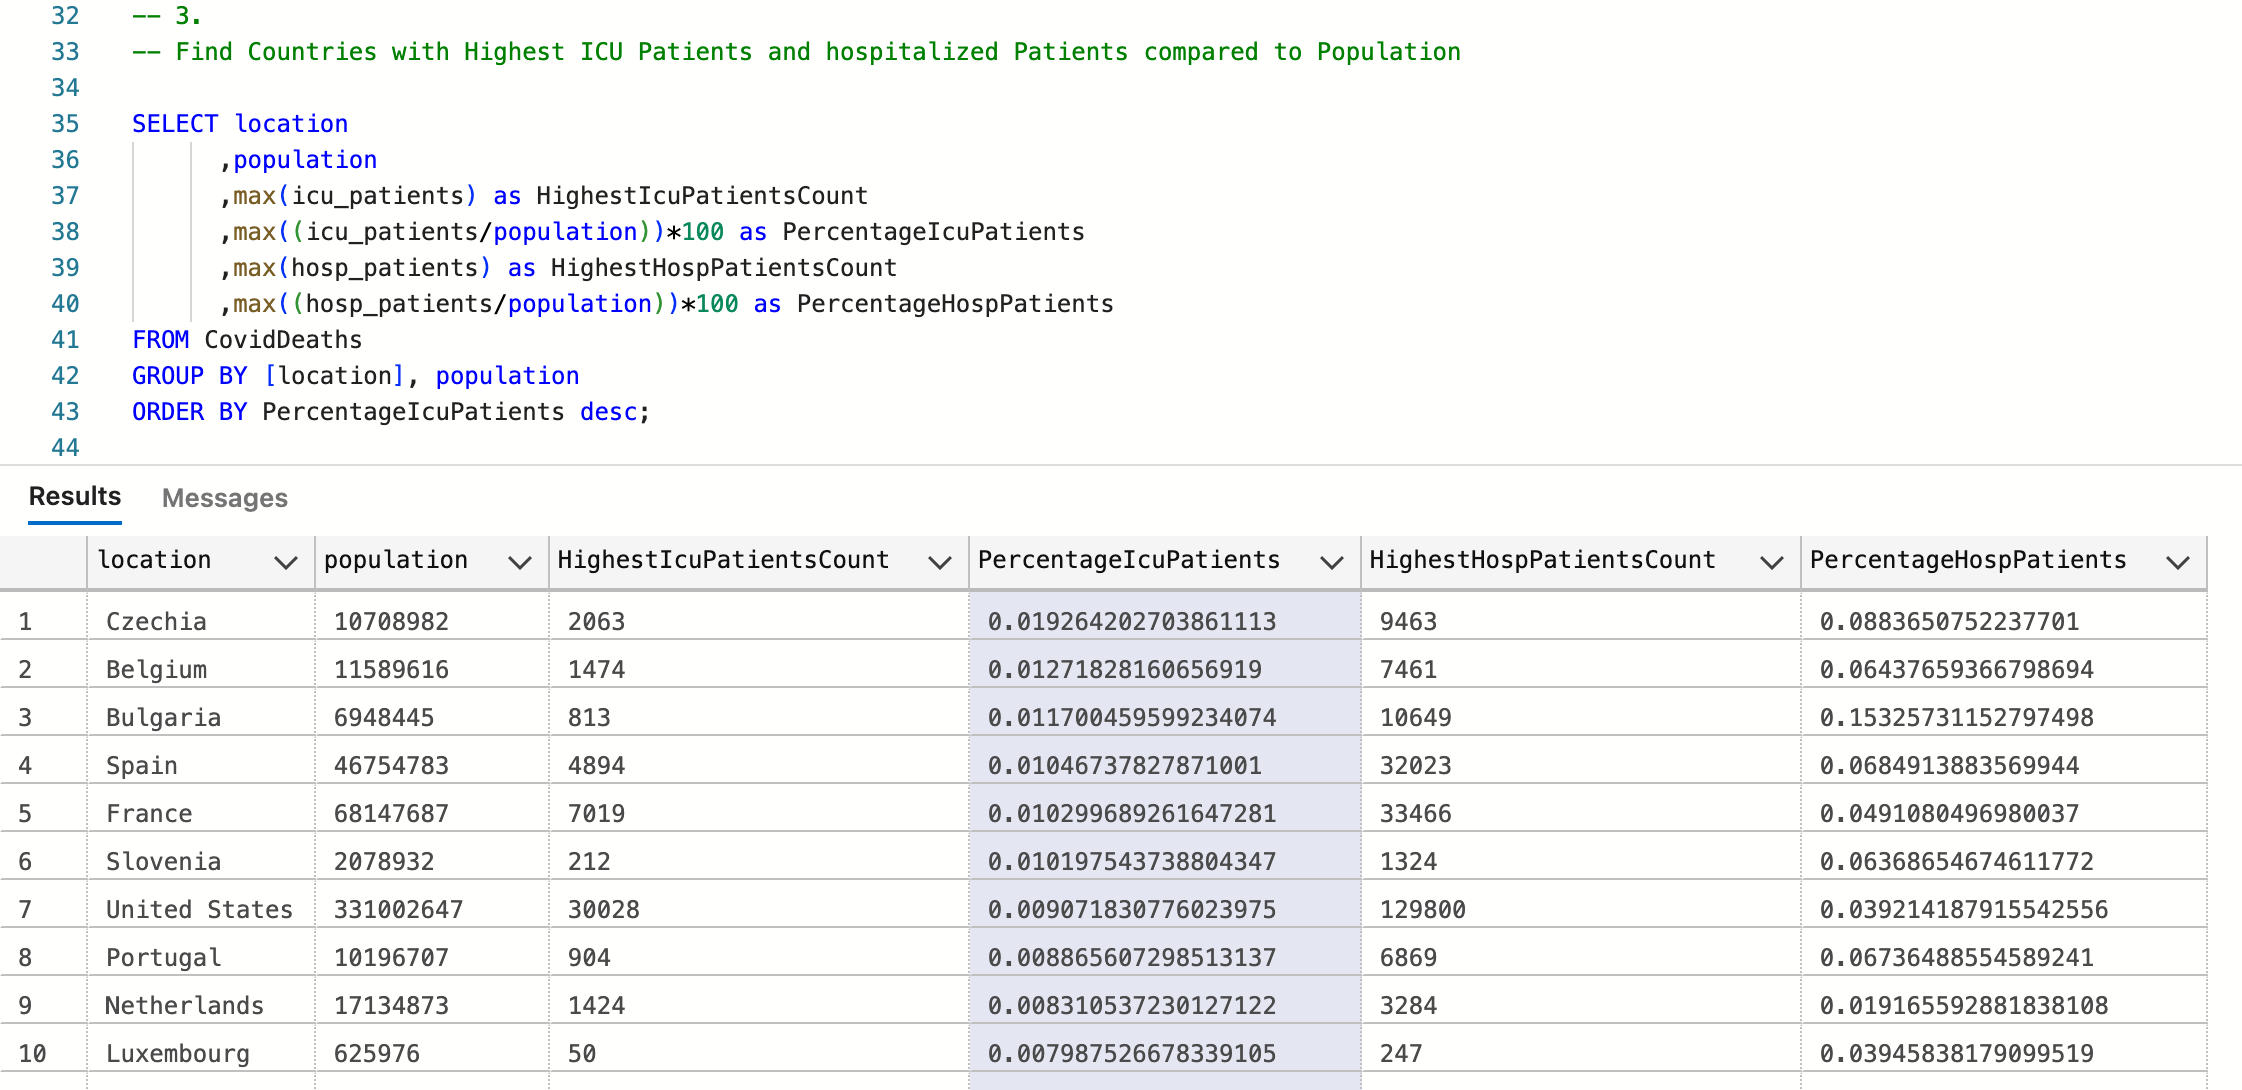 32 -- 3.
33 -- Find Countries with Highest ICU Patients and hospitalized Patients compared to Population
34
35 SELECT location
36 ,population
37 ,max(icu_patients) as HighestIcuPatientsCount
38 ,max((icu_patients/population))*100 as PercentageIcuPatients
39 ,max(hosp_patients) as HighestHospPatientsCount
40 ,max((hosp_patients/population))*100 as PercentageHospPatients
41 FROM CovidDeaths
42 GROUP BY [location], population
43 ORDER BY PercentageIcuPatients desc;
44
Results Messages
location population HighestIcuPatientsCount PercentageIcuPatients HighestHospPatientsCount PercentageHospPatients
1 Czechia 10708982 2063 0.019264202703861113 9463 0.0883650752237701
2 Belgium 11589616 1474 0.01271828160656919 7461 0.06437659366798694
3 Bulgaria 6948445 813 0.011700459599234074 10649 0.15325731152797498
4 Spain 46754783 4894 0.01046737827871001 32023 0.0684913883569944
5 France 68147687 7019 0.010299689261647281 33466 0.0491080496980037
6 Slovenia 2078932 212 0.010197543738804347 1324 0.06368654674611772
7 United States 331002647 30028 0.009071830776023975 129800 0.039214187915542556
8 Portugal 10196707 904 0.008865607298513137 6869 0.06736488554589241
9 Netherlands 17134873 1424 0.008310537230127122 3284 0.019165592881838108
10 Luxembourg 625976 50 0.007987526678339105 247 0.03945838179099519